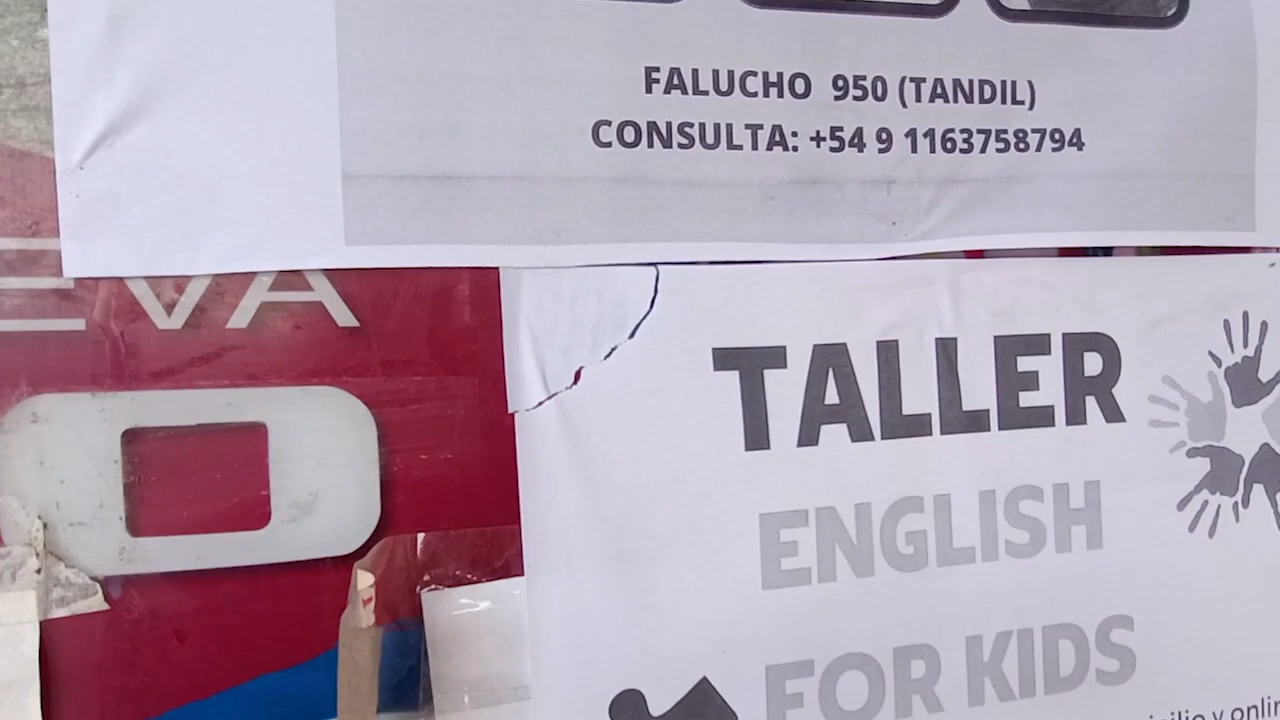 FALUCHO 950 (TANDIL)
CONSULTA: +54 9 1163758794
EVA
O
TALLER
ENGLISH
FOR KIDS
y